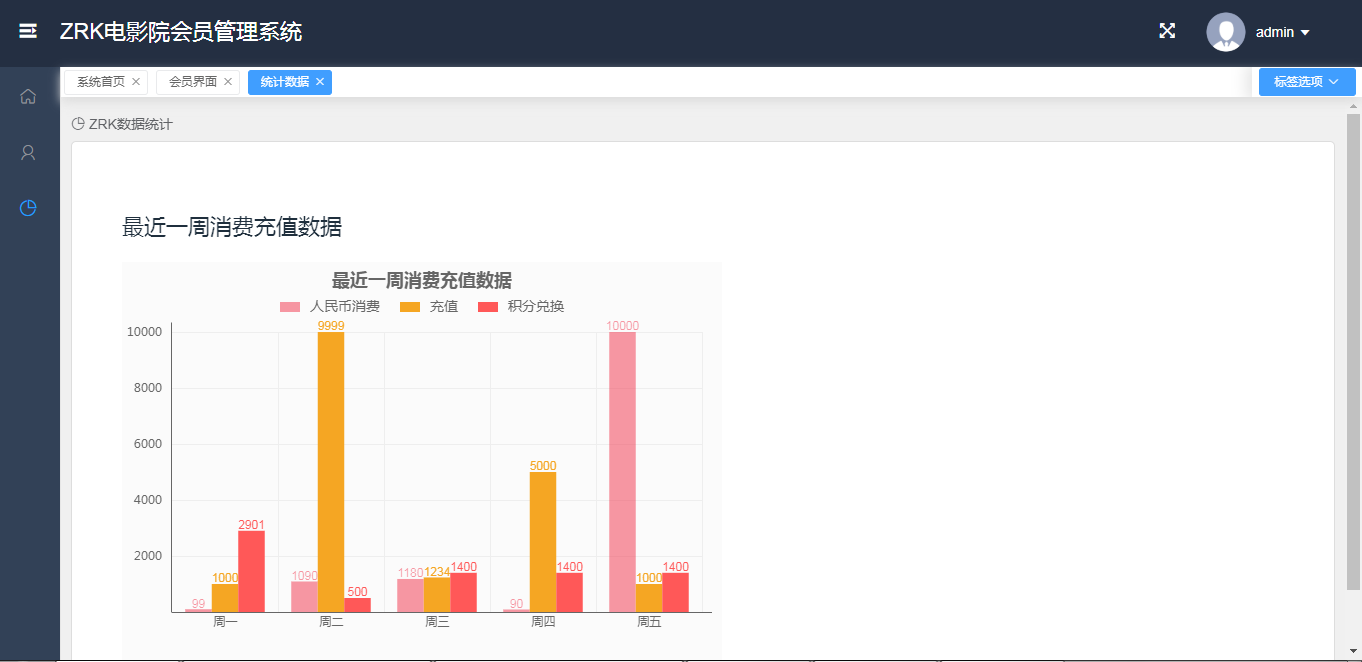 ZRK电影院会员管理系统
admin
系统首页
会员界面
统计数据
标签选项
ZRK数据统计
最近一周消费充值数据
最近一周消费充值数据
人民币消费 充值 积分兑换
10000
8000
6000
4000
2000
99 1000 2901
1090 9999 500
1180 1234 1400
90 5000 1400
10000 1000 1400
周一 周二 周三 周四 周五